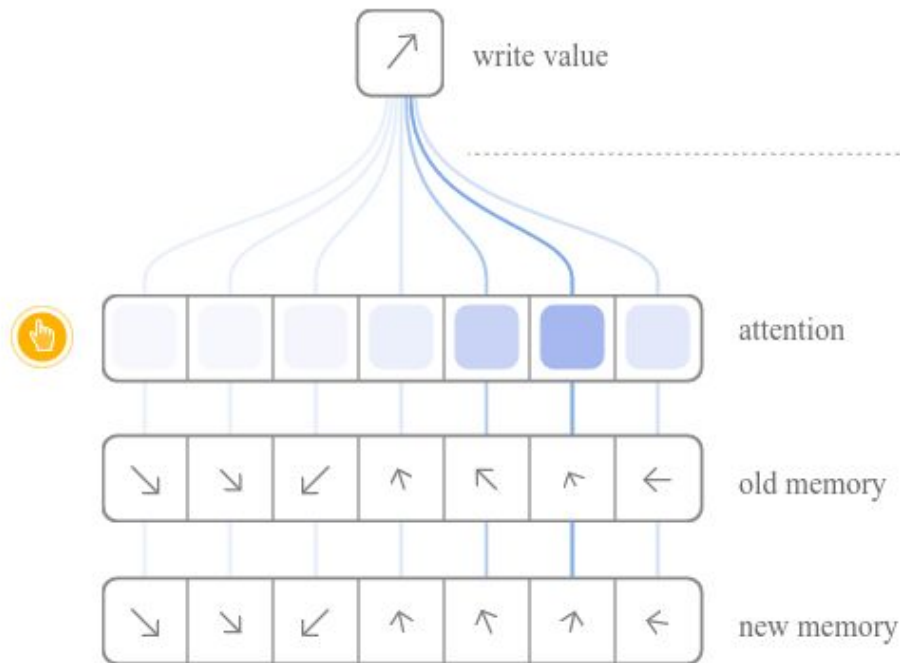 write value
attention
old memory
new memory